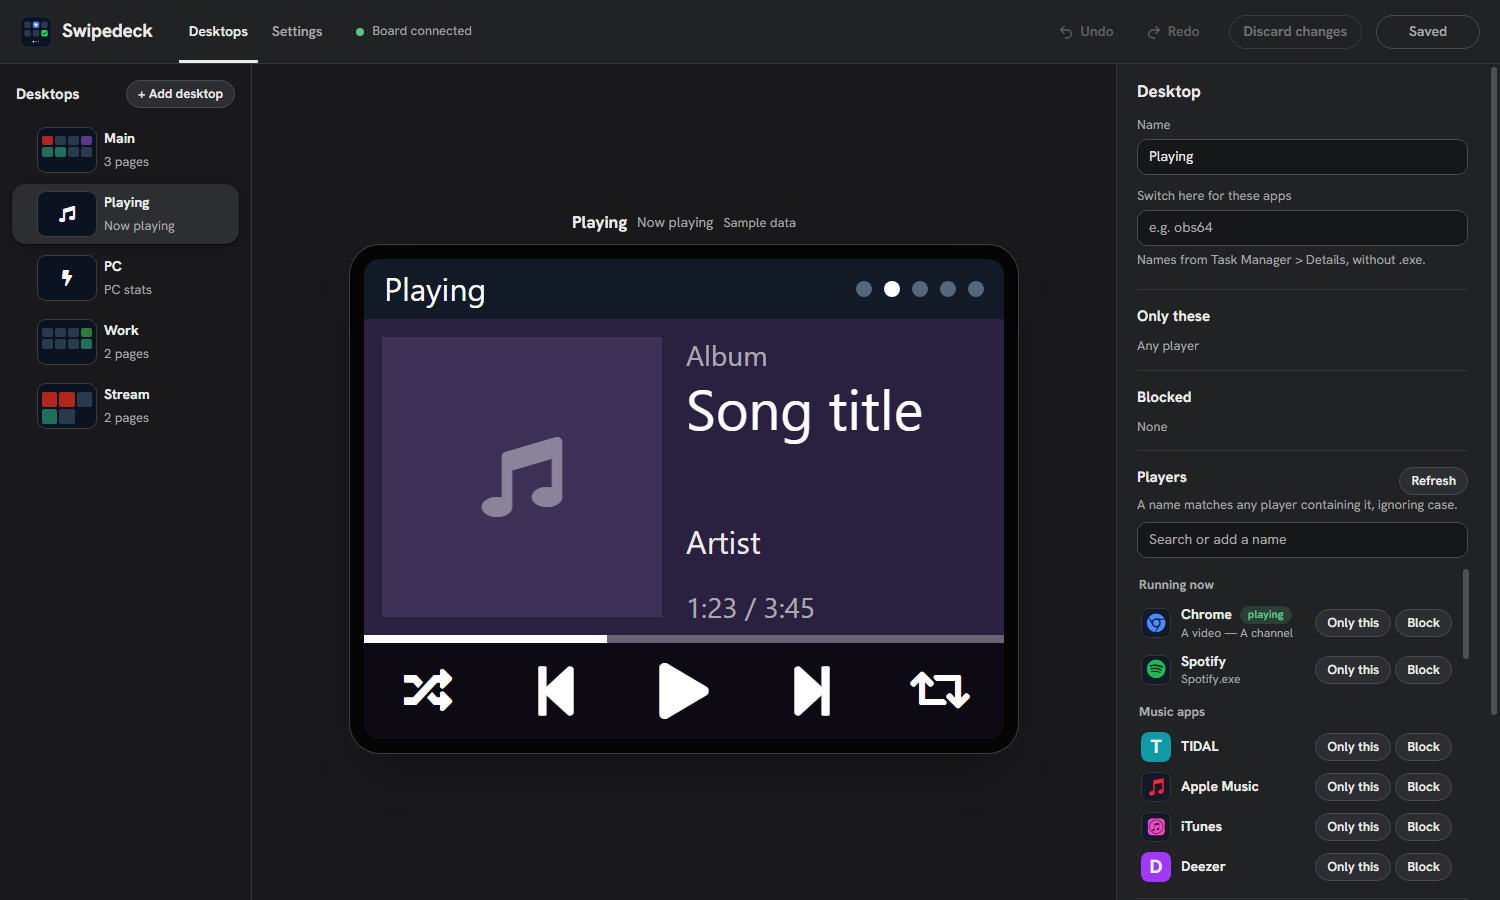 Swipedeck
Desktops
Settings
Board connected
Undo
Redo
Discard changes
Saved
Desktops
+ Add desktop
Main
3 pages
Playing
Now playing
PC
PC stats
Work
2 pages
Stream
2 pages
Playing Now playing Sample data
Playing
Album
Song title
Artist
1:23 / 3:45
Desktop
Name
Playing
Switch here for these apps
e.g. obs64
Names from Task Manager > Details, without .exe.
Only these
Any player
Blocked
None
Players
Refresh
A name matches any player containing it, ignoring case.
Search or add a name
Running now
Chrome playing
A video — A channel
Only this Block
Spotify
Spotify.exe
Only this Block
Music apps
T TIDAL Only this Block
Apple Music Only this Block
iTunes Only this Block
D Deezer Only this Block